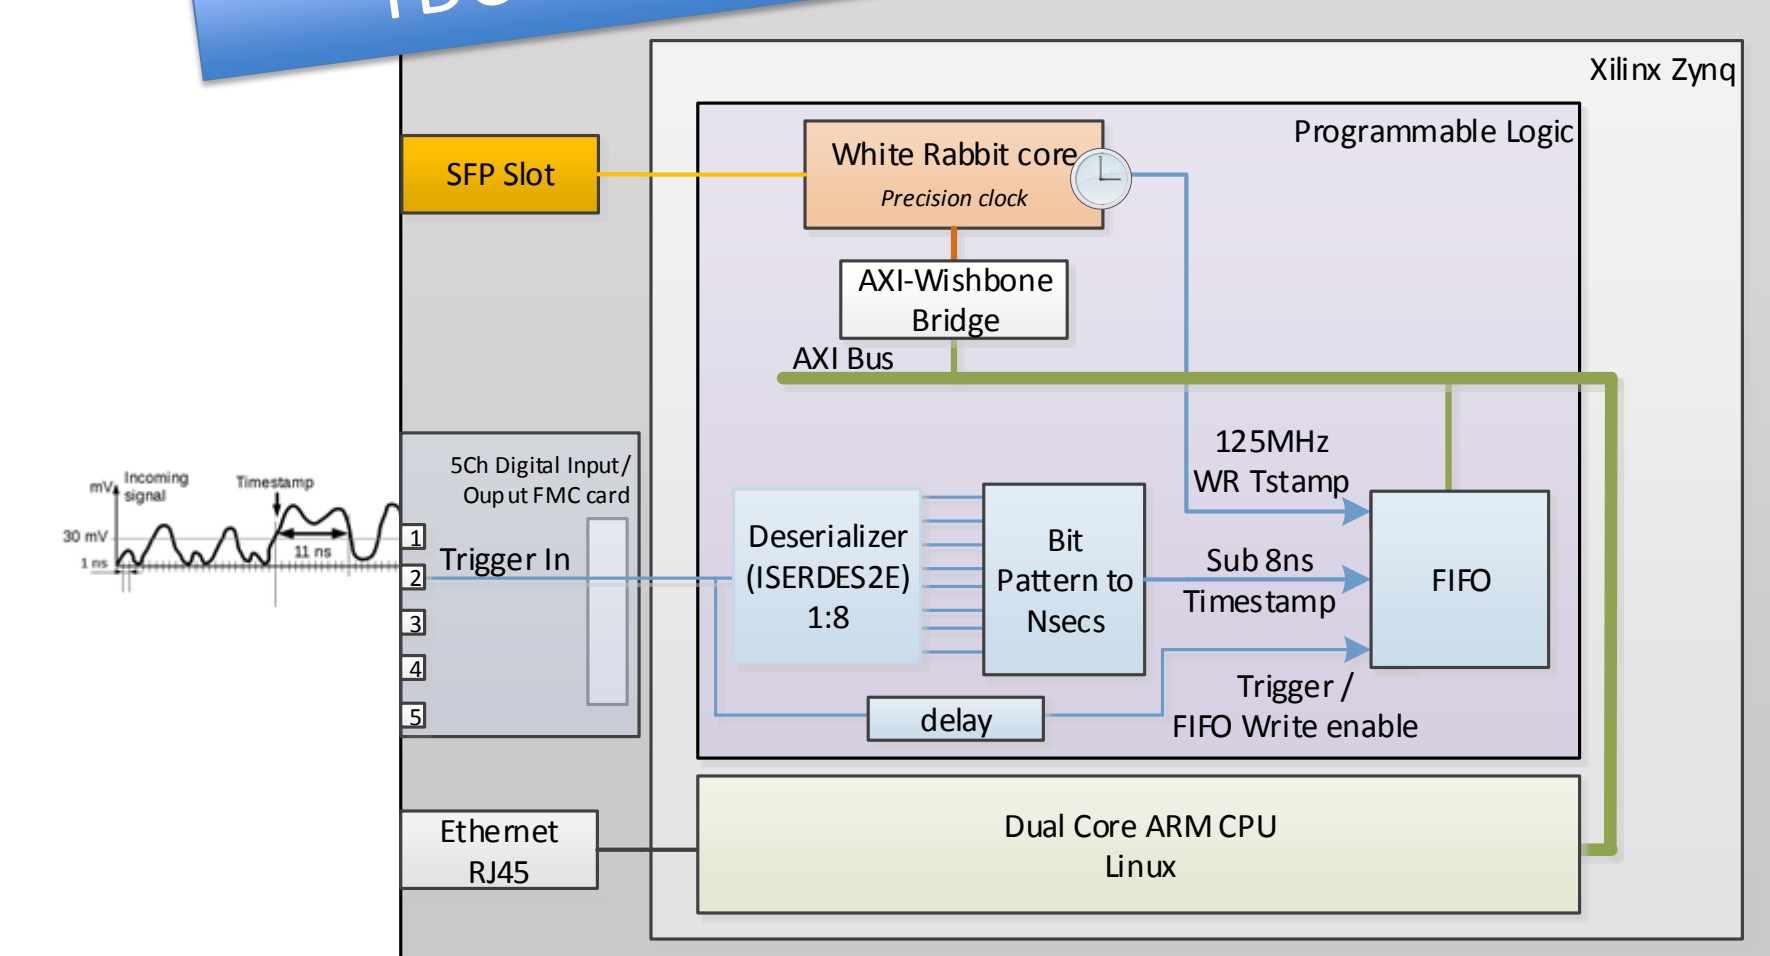 Xilinx Zynq
Programmable Logic
White Rabbit core
Precision clock
SFP Slot
AXI-Wishbone
Bridge
AXI Bus
125MHz
WR Tstamp
5Ch Digital Input/
Ouput FMC card
mV
Incoming
signal
Timestamp
30 mV
11 ns
1 ns
1
2
3
4
5
Trigger In
Deserializer
(ISERDES2E)
1:8
Bit
Pattern to
Nsecs
Sub 8ns
Timestamp
FIFO
Trigger /
FIFO Write enable
delay
Ethernet
RJ45
Dual Core ARM CPU
Linux